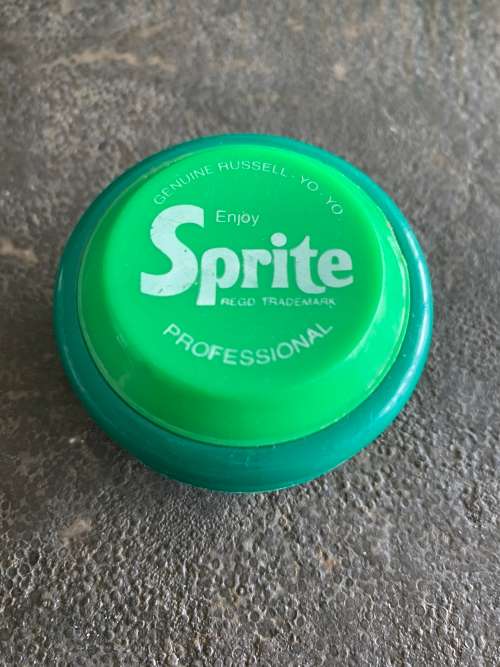 GENUINE RUSSELL · YO · YO
Enjoy
Sprite
REGD TRADEMARK
PROFESSIONAL